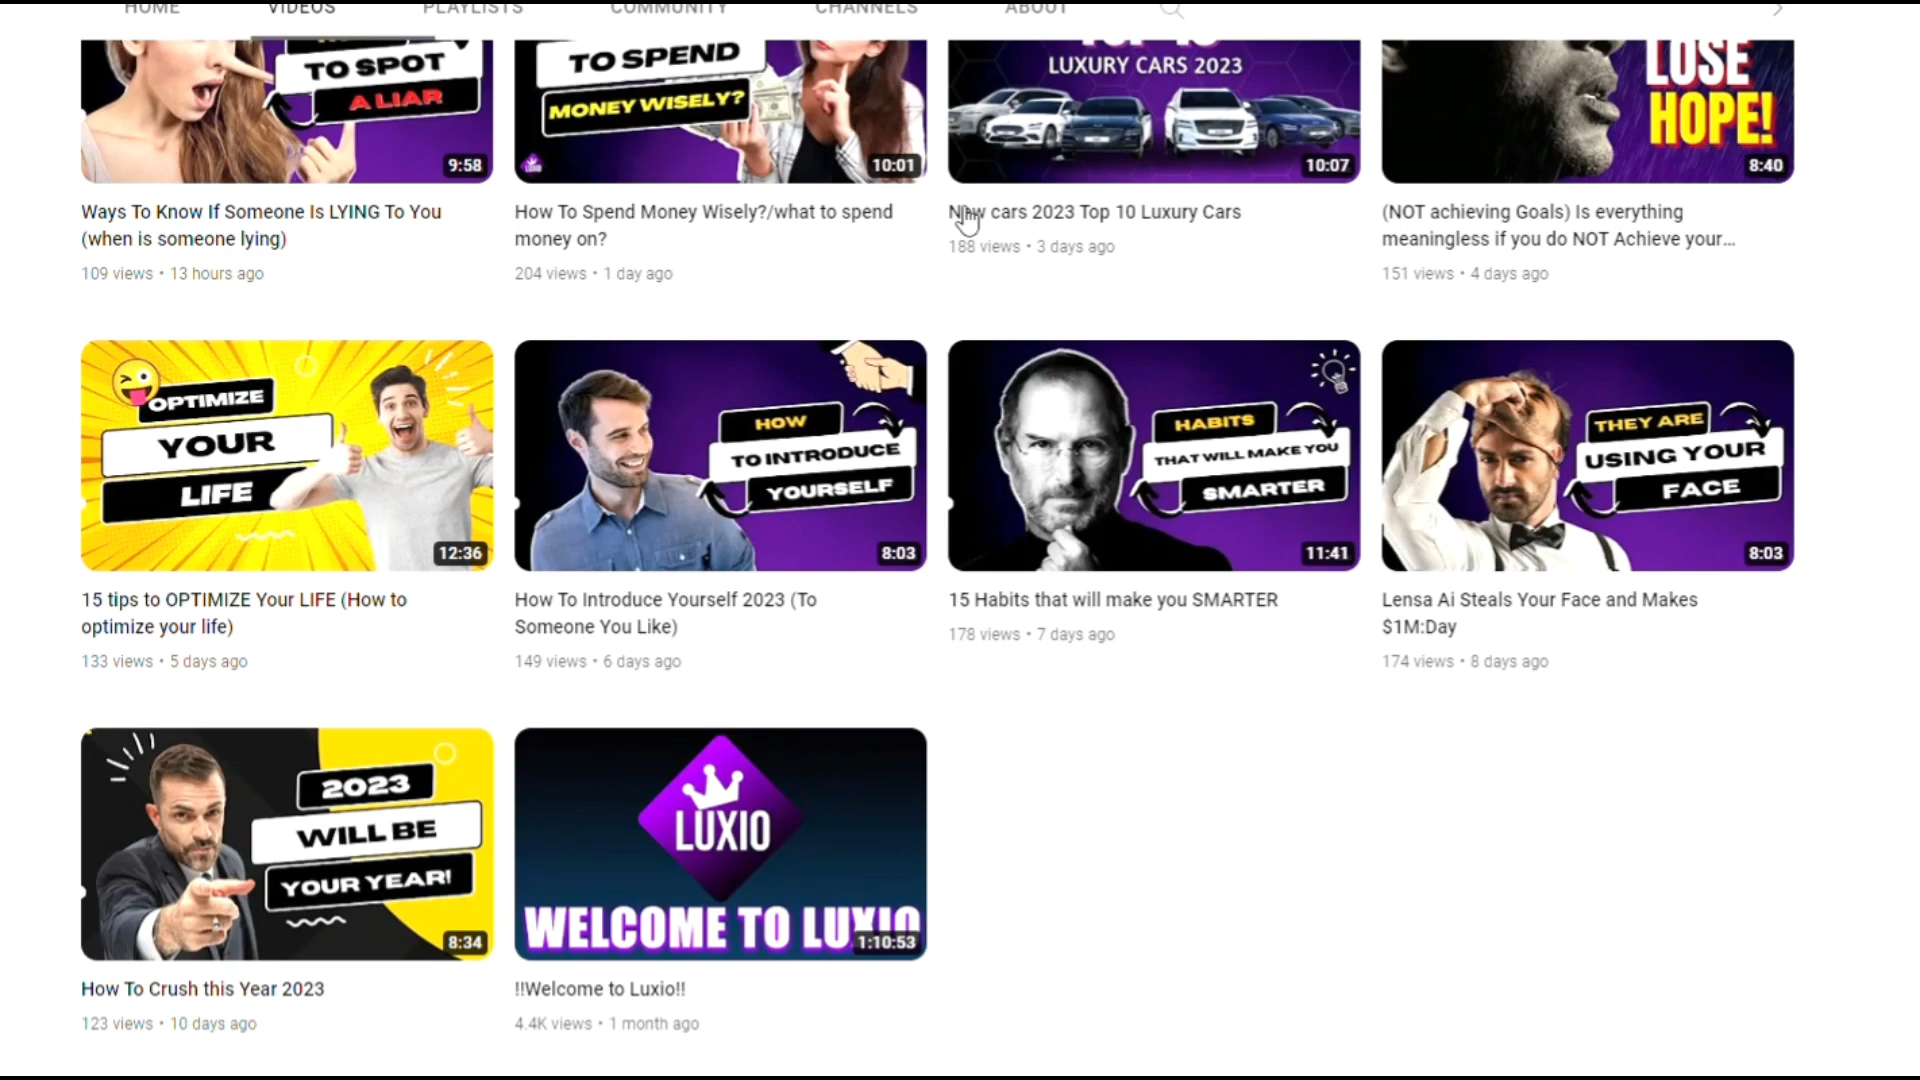 HOME VIDEOS PLAYLISTS COMMUNITY CHANNELS ABOUT
TO SPOT
A LIAR
9:58
TO SPEND
MONEY WISELY?
LUXIO
10:01
TOP 10
LUXURY CARS 2023
10:07
LOSE
HOPE!
8:40
Ways To Know If Someone Is LYING To You
(when is someone lying)
109 views • 13 hours ago
How To Spend Money Wisely?/what to spend
money on?
204 views • 1 day ago
New cars 2023 Top 10 Luxury Cars
188 views • 3 days ago
(NOT achieving Goals) Is everything
meaningless if you do NOT Achieve your...
151 views • 4 days ago
OPTIMIZE
YOUR
LIFE
12:36
HOW
TO INTRODUCE
YOURSELF
8:03
HABITS
THAT WILL MAKE YOU
SMARTER
11:41
THEY ARE
USING YOUR
FACE
8:03
15 tips to OPTIMIZE Your LIFE (How to
optimize your life)
133 views • 5 days ago
How To Introduce Yourself 2023 (To
Someone You Like)
149 views • 6 days ago
15 Habits that will make you SMARTER
178 views • 7 days ago
Lensa Ai Steals Your Face and Makes
$1M:Day
174 views • 8 days ago
2023
WILL BE
YOUR YEAR!
8:34
LUXIO
WELCOME TO LUXIO
1:10:53
How To Crush this Year 2023
123 views • 10 days ago
!!Welcome to Luxio!!
4.4K views • 1 month ago